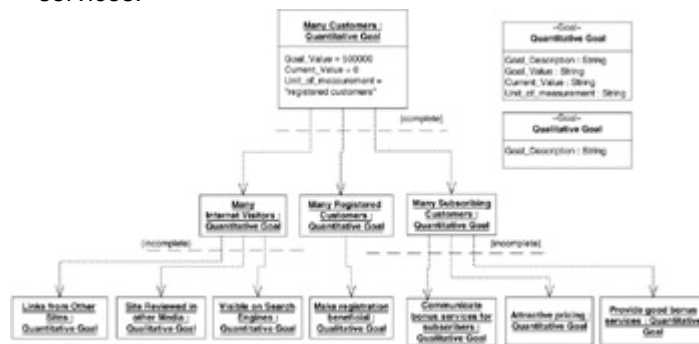 Many Customers :
Quantitative Goal
Goal_Value = 500000
Current_Value = 0
Unit_of_measurement =
"registered customers"
«Goal»
Quantitative Goal
Goal_Description : String
Goal_Value : String
Current_Value : String
Unit_of_measurement : String
{complete}
«Goal»
Qualitative Goal
Goal_Description : String
Many
Internet Visitors :
Quantitative Goal
Many Registered
Customers :
Quantitative Goal
Many Subscribing
Customers :
Quantitative Goal
{incomplete}
{incomplete}
Links from Other
Sites :
Quantitative Goal
Site Reviewed in
other Media :
Qualitative Goal
Visible on Search
Engines :
Quantitative Goal
Make registration
beneficial :
Qualitative Goal
Communicate
bonus services for
subscribers :
Qualitative Goal
Attractive pricing :
Quantitative Goal
Provide good bonus
services : Quantitative
Goal